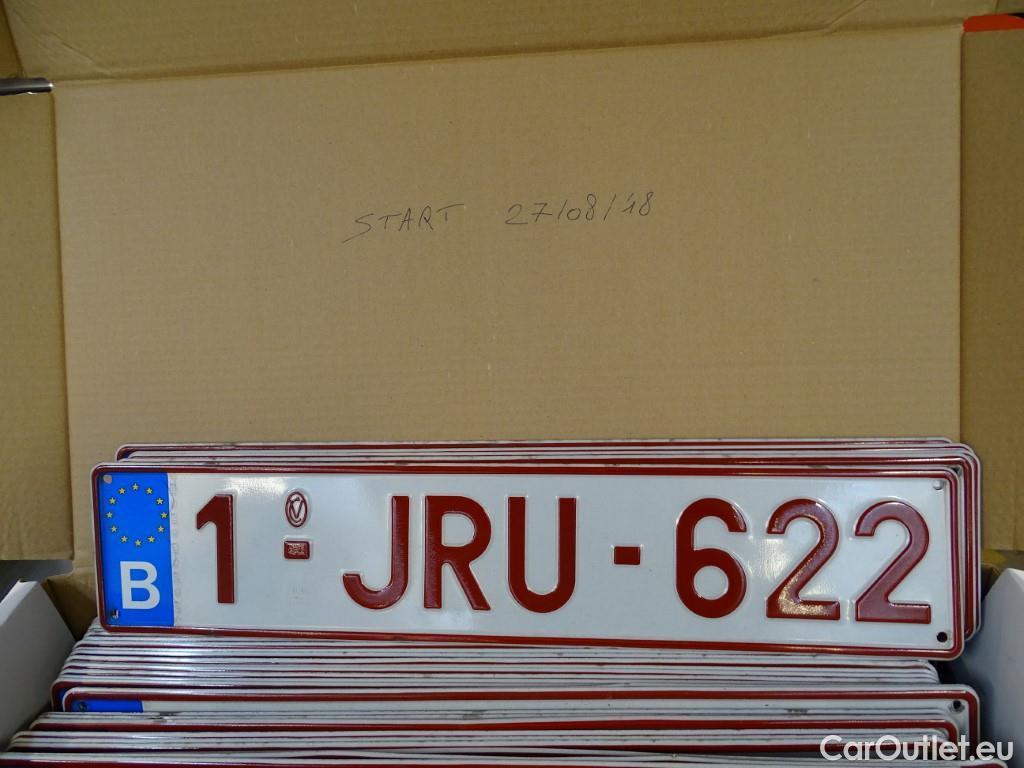 START 27/08/18
B 1-JRU-622
CarOutlet.eu